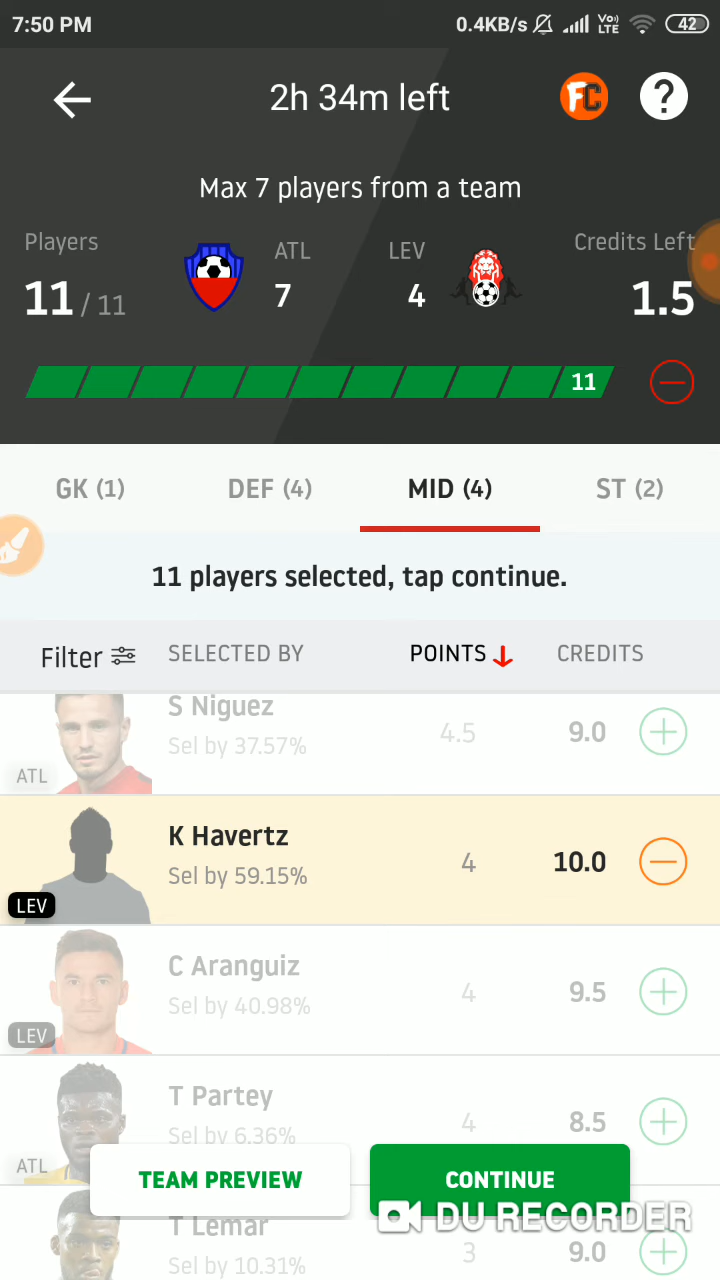 7:50 PM 0.4KB/s Vo) LTE 42
2h 34m left FC ?
Max 7 players from a team
Players ATL LEV Credits Left
11 / 11 7 4 1.5
11
GK (1) DEF (4) MID (4) ST (2)
11 players selected, tap continue.
Filter SELECTED BY POINTS CREDITS
S Niguez
Sel by 37.57% 4.5 9.0
ATL
K Havertz
Sel by 59.15% 4 10.0
LEV
C Aranguiz
Sel by 40.98% 4 9.5
LEV
T Partey
Sel by 6.36% 4 8.5
ATL
TEAM PREVIEW CONTINUE
DU RECORDER
T Lemar
Sel by 10.31% 3 9.0